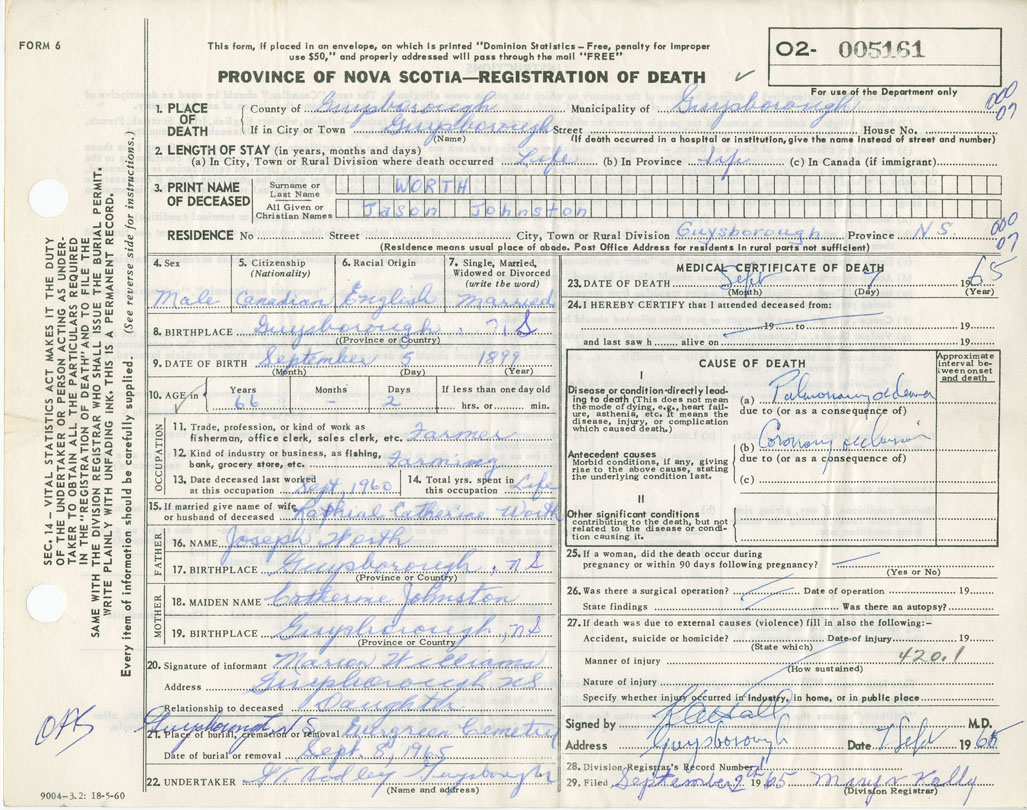 FORM 6
This form, if placed in an envelope, on which is printed "Dominion Statistics – Free, penalty for improper
use $50," and properly addressed will pass through the mail "FREE"
O2- 005161
For use of the Department only
PROVINCE OF NOVA SCOTIA—REGISTRATION OF DEATH ✓
000
07
1. PLACE OF DEATH
County of Guysborough Municipality of Guysborough
If in City or Town Guysborough Street House No.
(Name) (If death occurred in a hospital or institution, give the name instead of street and number)
2. LENGTH OF STAY (in years, months and days)
(a) In City, Town or Rural Division where death occurred Life (b) In Province Life (c) In Canada (if immigrant)
3. PRINT NAME OF DECEASED
Surname or Last Name WORTH
All Given or Christian Names Jason Johnston
RESIDENCE No Street City, Town or Rural Division Guysborough Province N.S.
000
07
(Residence means usual place of abode. Post Office Address for residents in rural parts not sufficient)
4. Sex
Male
5. Citizenship (Nationality)
Canadian
6. Racial Origin
English
7. Single, Married, Widowed or Divorced (write the word)
Married
8. BIRTHPLACE Guysborough. N.S
(Province or Country)
9. DATE OF BIRTH September 5 1899
(Month) (Day) (Year)
10. AGE in Years Months Days If less than one day old
66 - 2 hrs. or min.
OCCUPATION
11. Trade, profession, or kind of work as
fisherman, office clerk, sales clerk, etc. Farmer
12. Kind of industry or business, as fishing,
bank, grocery store, etc. Farming
13. Date deceased last worked
at this occupation Sept 1960
14. Total yrs. spent in
this occupation Life
15. If married give name of wife
or husband of deceased Catherine Worth
FATHER
16. NAME Joseph Worth
17. BIRTHPLACE Guysborough. N S
(Province or Country)
MOTHER
18. MAIDEN NAME Catherine Johnston
19. BIRTHPLACE Guysborough, N S
(Province or Country)
20. Signature of informant Marion Williams
Address Guysborough NS
Relationship to deceased Daughter
Guysborough NS
21. Place of burial, cremation or removal Evergreen Cemetery
Date of burial or removal Sept. 8, 1965
22. UNDERTAKER Guysborough
(Name and address)
9004-3.2: 18-5-60
MEDICAL CERTIFICATE OF DEATH
23. DATE OF DEATH Sept 7 1965
(Month) (Day) (Year)
24. I HEREBY CERTIFY that I attended deceased from:
19 to 19
and last saw h alive on 19
CAUSE OF DEATH
Approximate interval between onset and death
I
Disease or condition directly leading to death (This does not mean the mode of dying, e.g., heart failure, asthenia, etc. It means the disease, injury, or complication which caused death)
(a) Pulmonary oedema
due to (or as a consequence of)
Antecedent causes
Morbid conditions, if any, giving rise to the above cause, stating the underlying condition last.
(b) Coronary occlusion
due to (or as a consequence of)
(c)
II
Other significant conditions
contributing to the death, but not related to the disease or condition causing it.
25. If a woman, did the death occur during
pregnancy or within 90 days following pregnancy?
(Yes or No)
26. Was there a surgical operation? Date of operation 19
State findings Was there an autopsy?
27. If death was due to external causes (violence) fill in also the following:–
Accident, suicide or homicide? Date of injury 19
(State which)
Manner of injury 420.1
(How sustained)
Nature of injury
Specify whether injury occurred in industry, in home, or in public place
Signed by M.D.
Address Guysborough Date 7 Sept 1965
28. Division Registrar's Record Number
29. Filed September 1965 Mary Kelly
(Division Registrar)
SEC. 14 – VITAL STATISTICS ACT MAKES IT THE DUTY
OF THE UNDERTAKER OR PERSON ACTING AS UNDER-
TAKER TO OBTAIN ALL THE PARTICULARS REQUIRED
IN THE "REGISTRATION OF DEATH" AND TO FILE THE
SAME WITH THE DIVISION REGISTRAR WHO SHALL ISSUE THE BURIAL PERMIT.
WRITE PLAINLY WITH UNFADING INK. THIS IS A PERMANENT RECORD.
Every item of information should be carefully supplied. (See reverse side for instructions.)